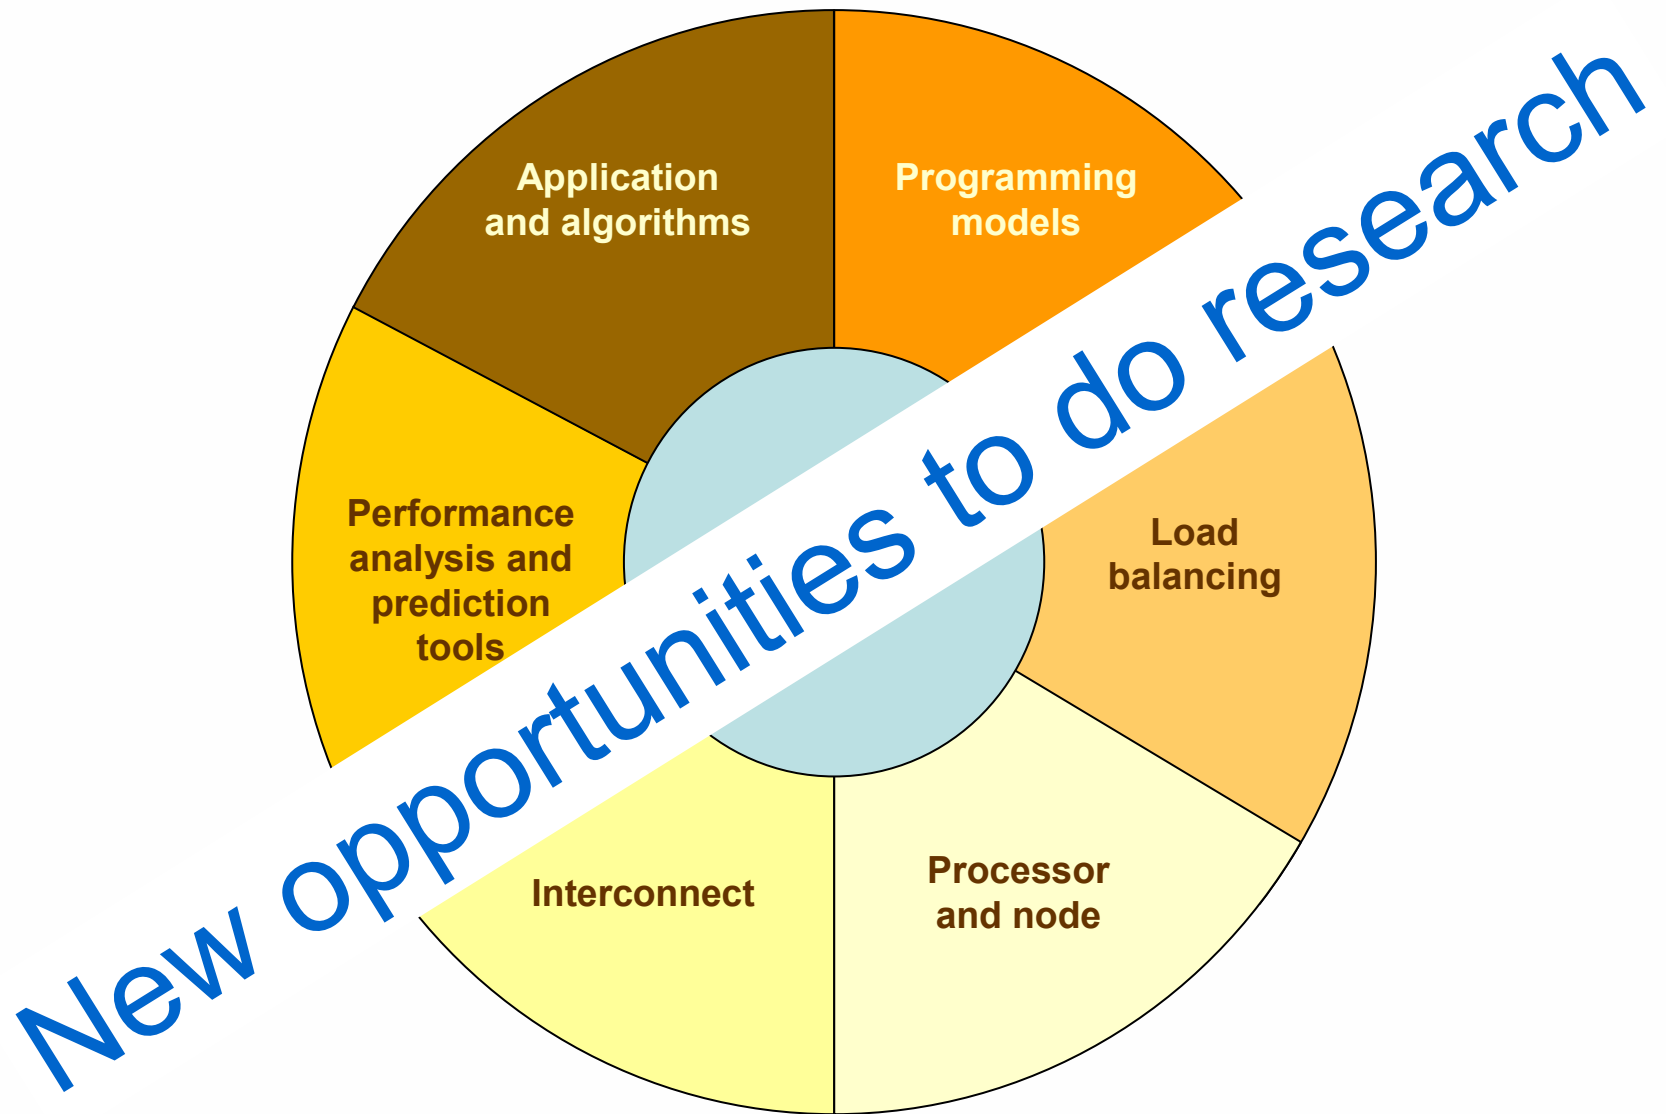 Application
and algorithms
Programming
models
Performance
analysis and
prediction
tools
Load
balancing
Interconnect
Processor
and node
New opportunities to do research